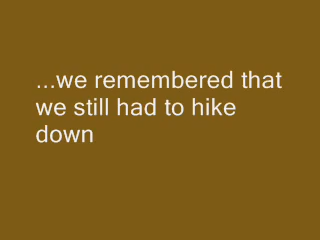 ...we remembered that
we still had to hike
down